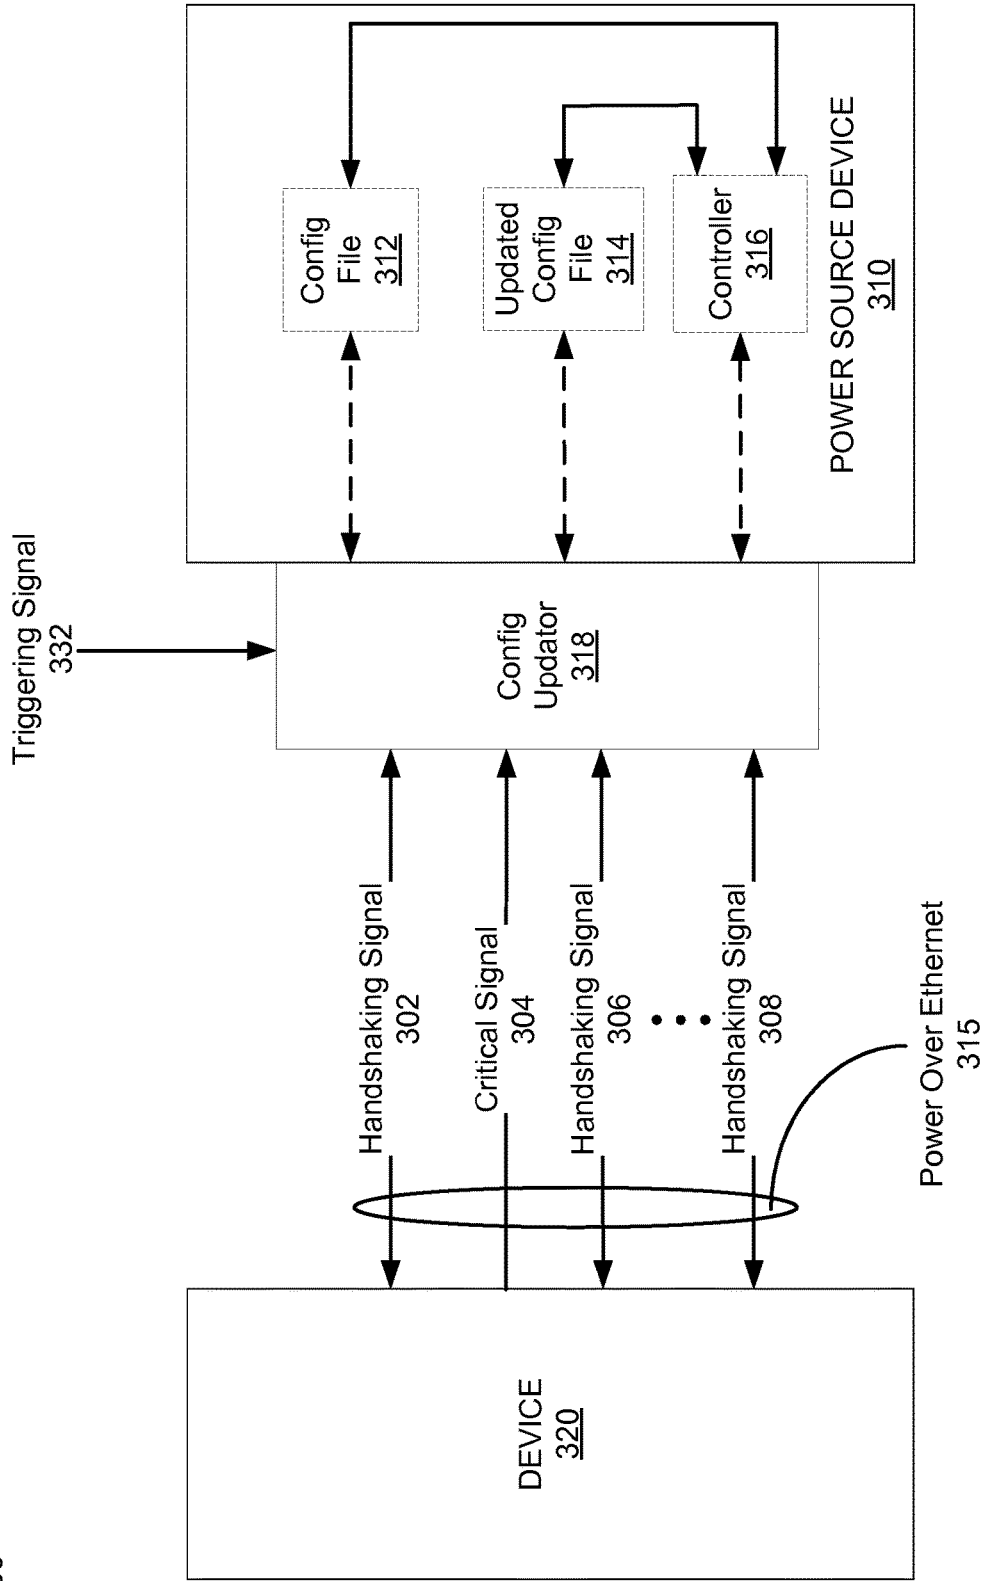 Triggering Signal
332
DEVICE
320
Handshaking Signal
302
Critical Signal
304
Handshaking Signal
306
Handshaking Signal
308
Power Over Ethernet
315
Config
Updator
318
Config
File
312
Updated
Config
File
314
Controller
316
POWER SOURCE DEVICE
310